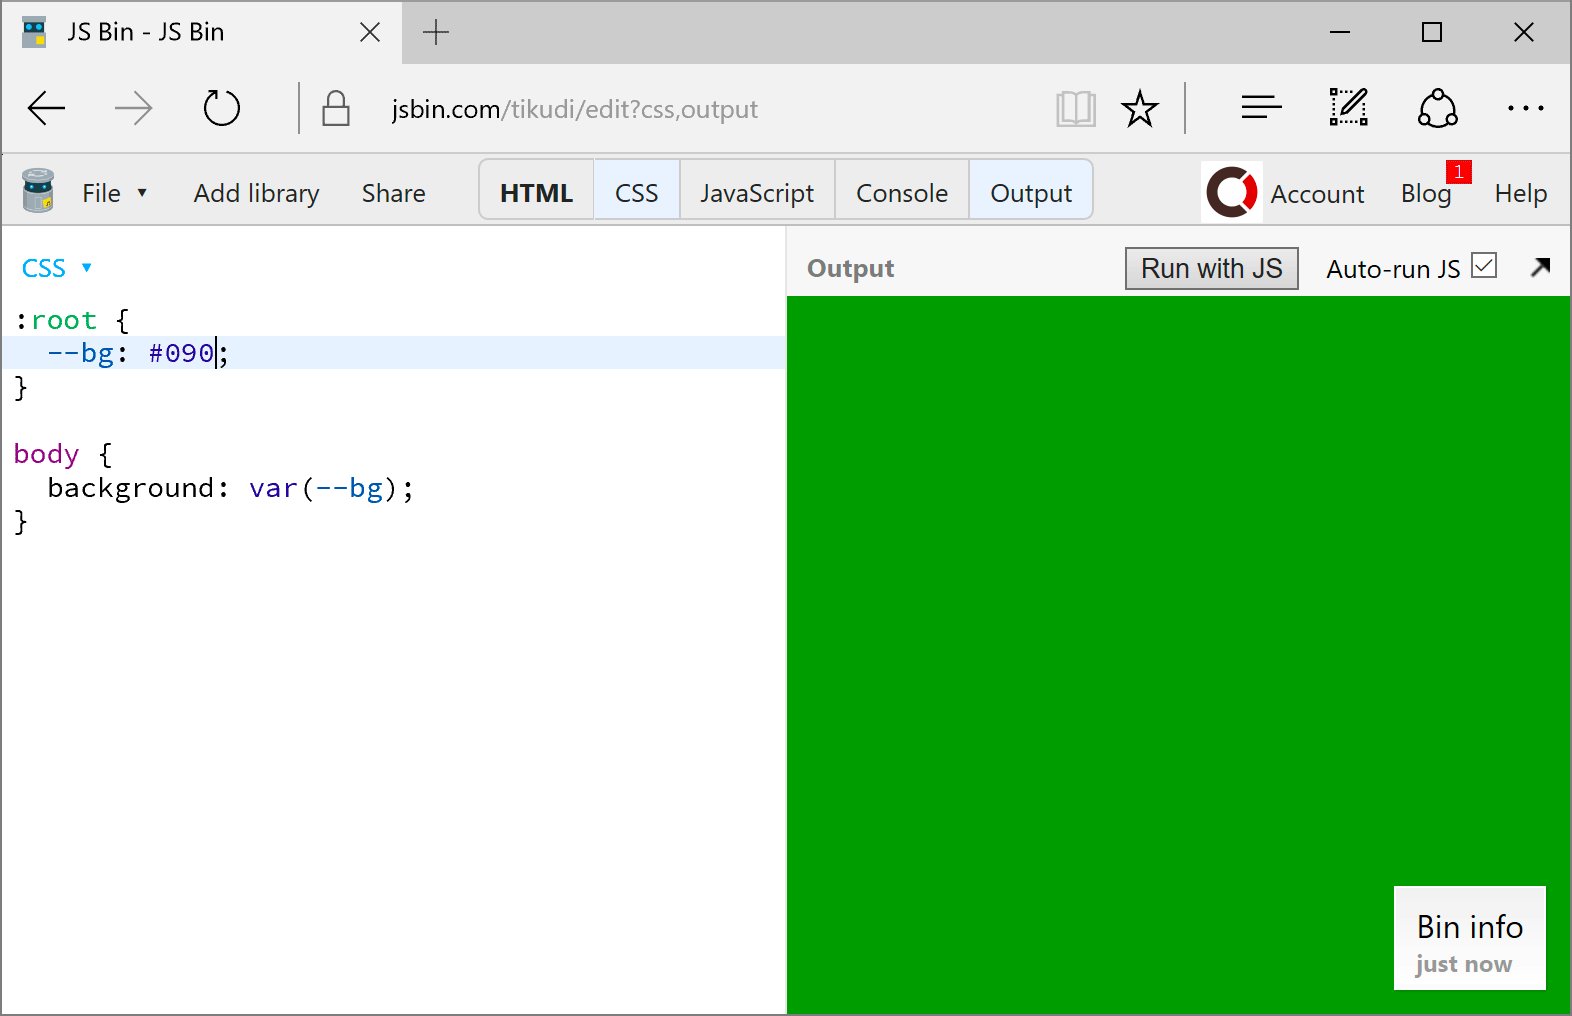 JS Bin - JS Bin
jsbin.com/tikudi/edit?css,output
File Add library Share HTML CSS JavaScript Console Output Account Blog 1 Help
CSS
Output Run with JS Auto-run JS
:root {
  --bg: #090;
}
body {
  background: var(--bg);
}
Bin info
just now